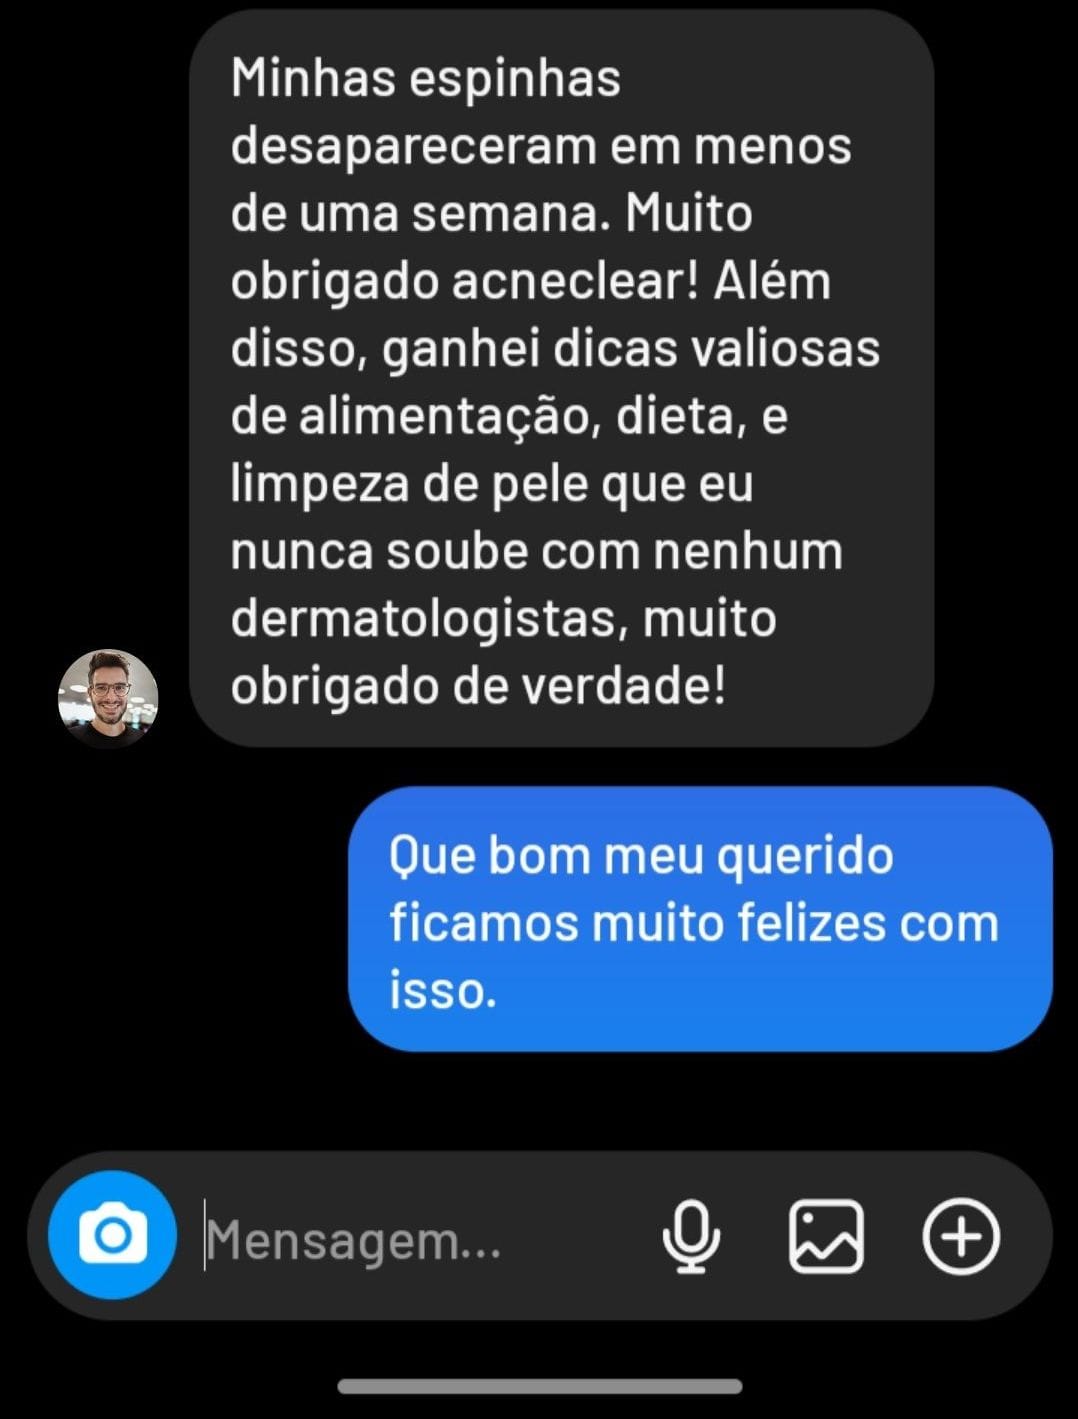 Minhas espinhas
desapareceram em menos
de uma semana. Muito
obrigado acneclear! Além
disso, ganhei dicas valiosas
de alimentação, dieta, e
limpeza de pele que eu
nunca soube com nenhum
dermatologistas, muito
obrigado de verdade!
Que bom meu querido
ficamos muito felizes com
isso.
Mensagem...